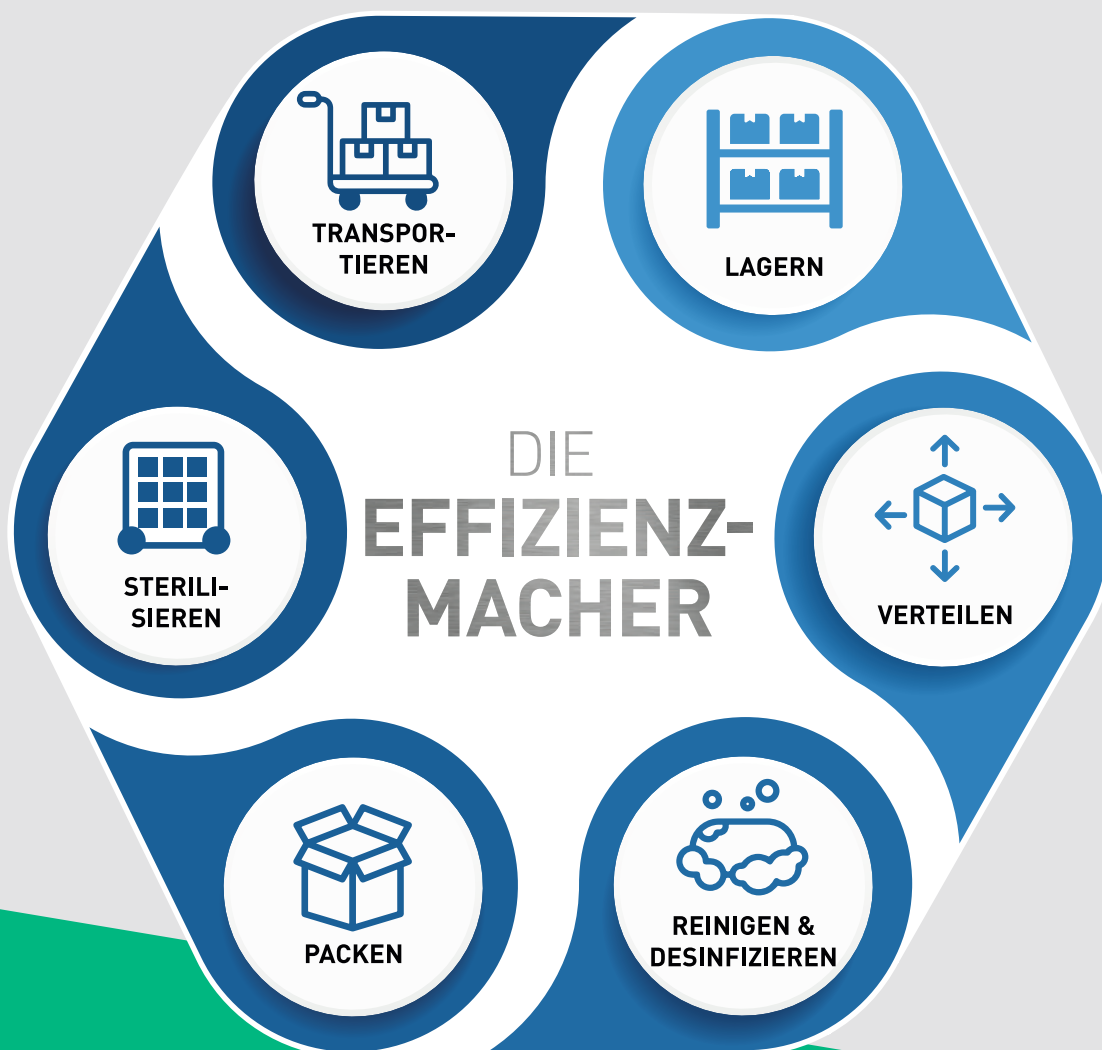 TRANSPOR-
TIEREN
LAGERN
DIE
EFFIZIENZ-
MACHER
STERILI-
SIEREN
VERTEILEN
PACKEN
REINIGEN &
DESINFIZIEREN